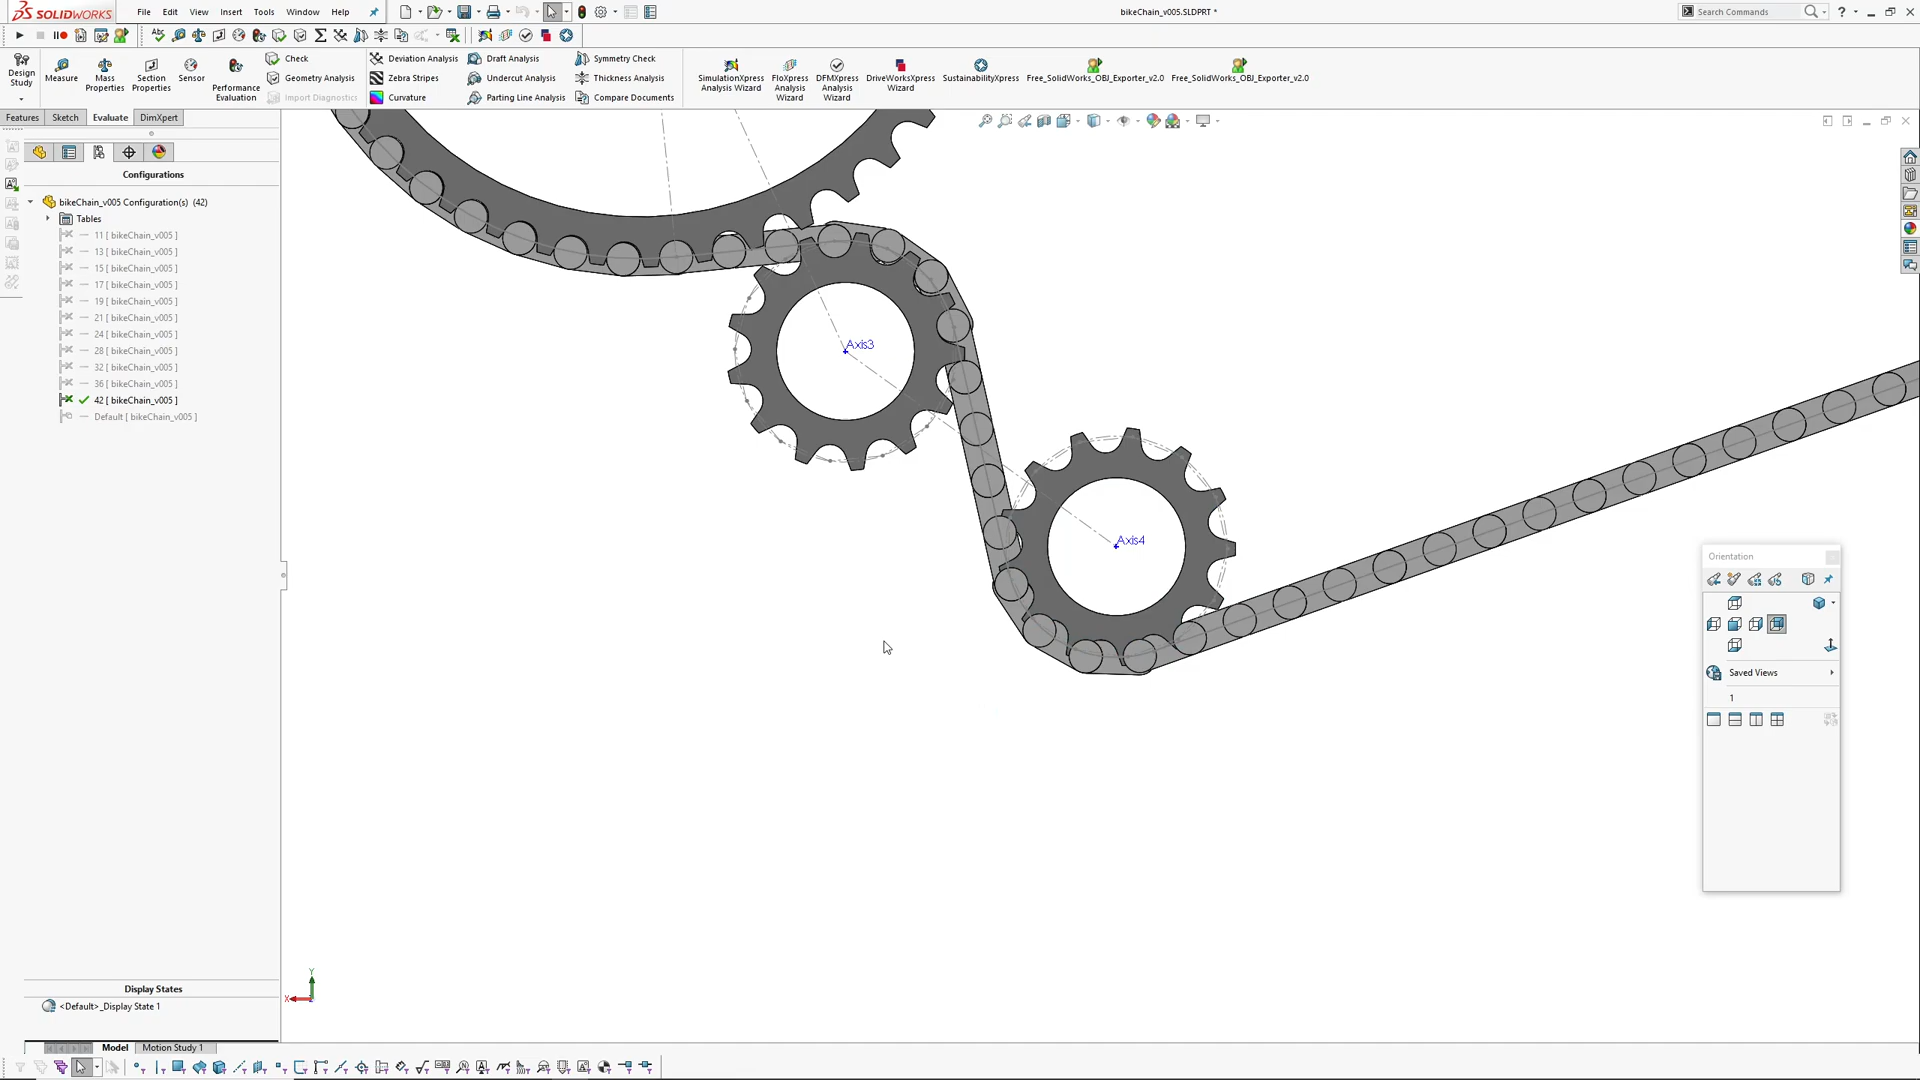 SOLIDWORKS File Edit View Insert Tools Window Help bikeChain_v005.SLDPRT * Search Commands ?
Design Study
Measure
Mass Properties
Section Properties
Sensor
Performance Evaluation
Check
Geometry Analysis
Import Diagnostics
Deviation Analysis
Zebra Stripes
Curvature
Draft Analysis
Undercut Analysis
Parting Line Analysis
Symmetry Check
Thickness Analysis
Compare Documents
SimulationXpress Analysis Wizard
FloXpress Analysis Wizard
DFMXpress Analysis Wizard
DriveWorksXpress Wizard
SustainabilityXpress
Free_SolidWorks_OBJ_Exporter_v2.0
Free_SolidWorks_OBJ_Exporter_v2.0
Features Sketch Evaluate DimXpert
Configurations
bikeChain_v005 Configuration(s) (42)
Tables
11 [ bikeChain_v005 ]
13 [ bikeChain_v005 ]
15 [ bikeChain_v005 ]
17 [ bikeChain_v005 ]
19 [ bikeChain_v005 ]
21 [ bikeChain_v005 ]
24 [ bikeChain_v005 ]
28 [ bikeChain_v005 ]
32 [ bikeChain_v005 ]
36 [ bikeChain_v005 ]
42 [ bikeChain_v005 ]
Default [ bikeChain_v005 ]
Axis3
Axis4
Orientation
Saved Views
1
Y
X
Display States
<Default>_Display State 1
Model Motion Study 1